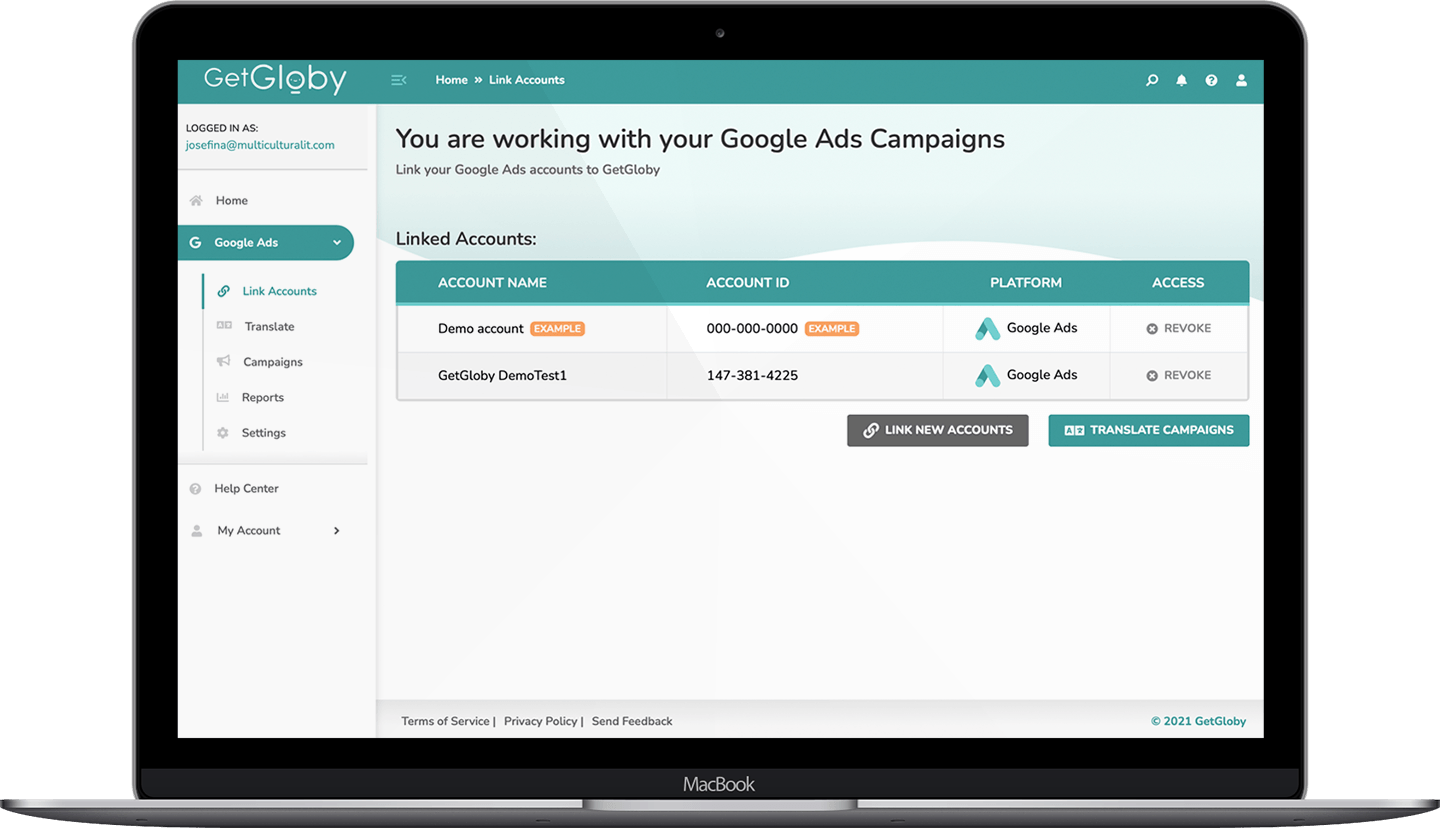 GetGloby
Home » Link Accounts
LOGGED IN AS:
josefina@multiculturalit.com
Home
Google Ads
Link Accounts
Translate
Campaigns
Reports
Settings
Help Center
My Account
You are working with your Google Ads Campaigns
Link your Google Ads accounts to GetGloby
Linked Accounts:
ACCOUNT NAME ACCOUNT ID PLATFORM ACCESS
Demo account EXAMPLE 000-000-0000 EXAMPLE Google Ads REVOKE
GetGloby DemoTest1 147-381-4225 Google Ads REVOKE
LINK NEW ACCOUNTS TRANSLATE CAMPAIGNS
Terms of Service | Privacy Policy | Send Feedback © 2021 GetGloby
MacBook